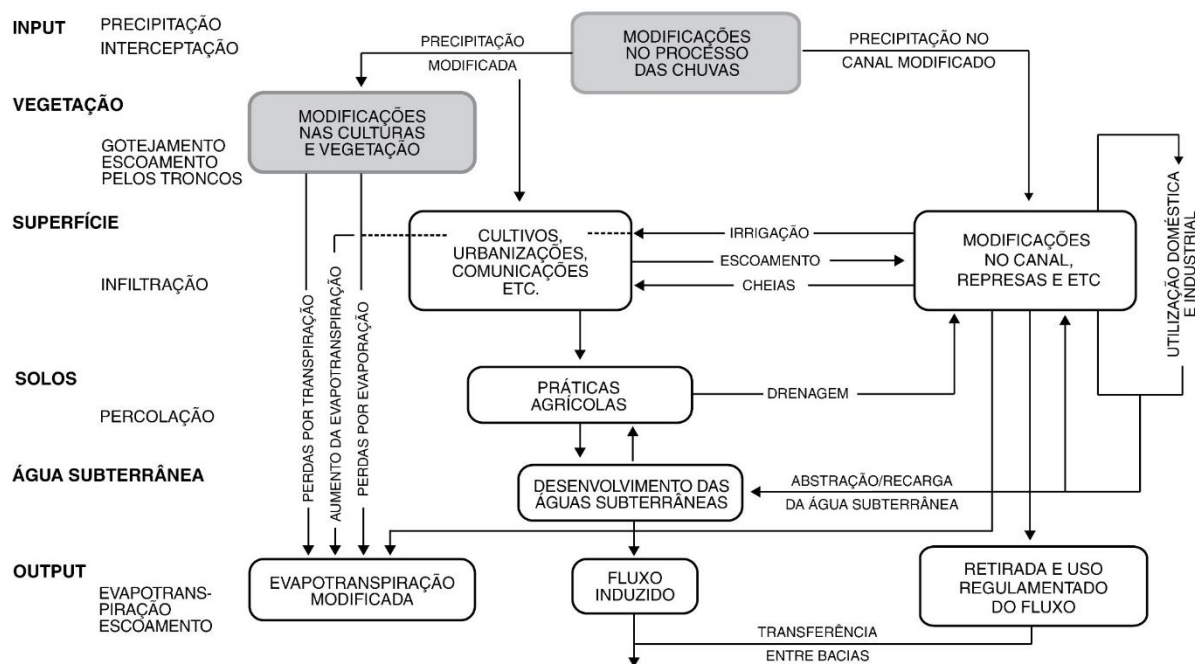 INPUT
PRECIPITAÇÃO
INTERCEPTAÇÃO
PRECIPITAÇÃO
MODIFICADA
MODIFICAÇÕES
NO PROCESSO
DAS CHUVAS
PRECIPITAÇÃO NO
CANAL MODIFICADO
VEGETAÇÃO
GOTEJAMENTO
ESCOAMENTO
PELOS TRONCOS
MODIFICAÇÕES
NAS CULTURAS
E VEGETAÇÃO
SUPERFÍCIE
INFILTRAÇÃO
CULTIVOS,
URBANIZAÇÕES,
COMUNICAÇÕES
ETC.
IRRIGAÇÃO
ESCOAMENTO
CHEIAS
MODIFICAÇÕES
NO CANAL,
REPRESAS E ETC
UTILIZAÇÃO DOMÉSTICA
E INDUSTRIAL
PERDAS POR TRANSPIRAÇÃO
AUMENTO DA EVAPOTRANSPIRAÇÃO
PERDAS POR EVAPORAÇÃO
SOLOS
PERCOLAÇÃO
PRÁTICAS
AGRÍCOLAS
DRENAGEM
ÁGUA SUBTERRÂNEA
DESENVOLVIMENTO DAS
ÁGUAS SUBTERRÂNEAS
ABSTRAÇÃO/RECARGA
DA ÁGUA SUBTERRÂNEA
OUTPUT
EVAPOTRANS-
PIRAÇÃO
ESCOAMENTO
EVAPOTRANSPIRAÇÃO
MODIFICADA
FLUXO
INDUZIDO
RETIRADA E USO
REGULAMENTADO
DO FLUXO
TRANSFERÊNCIA
ENTRE BACIAS